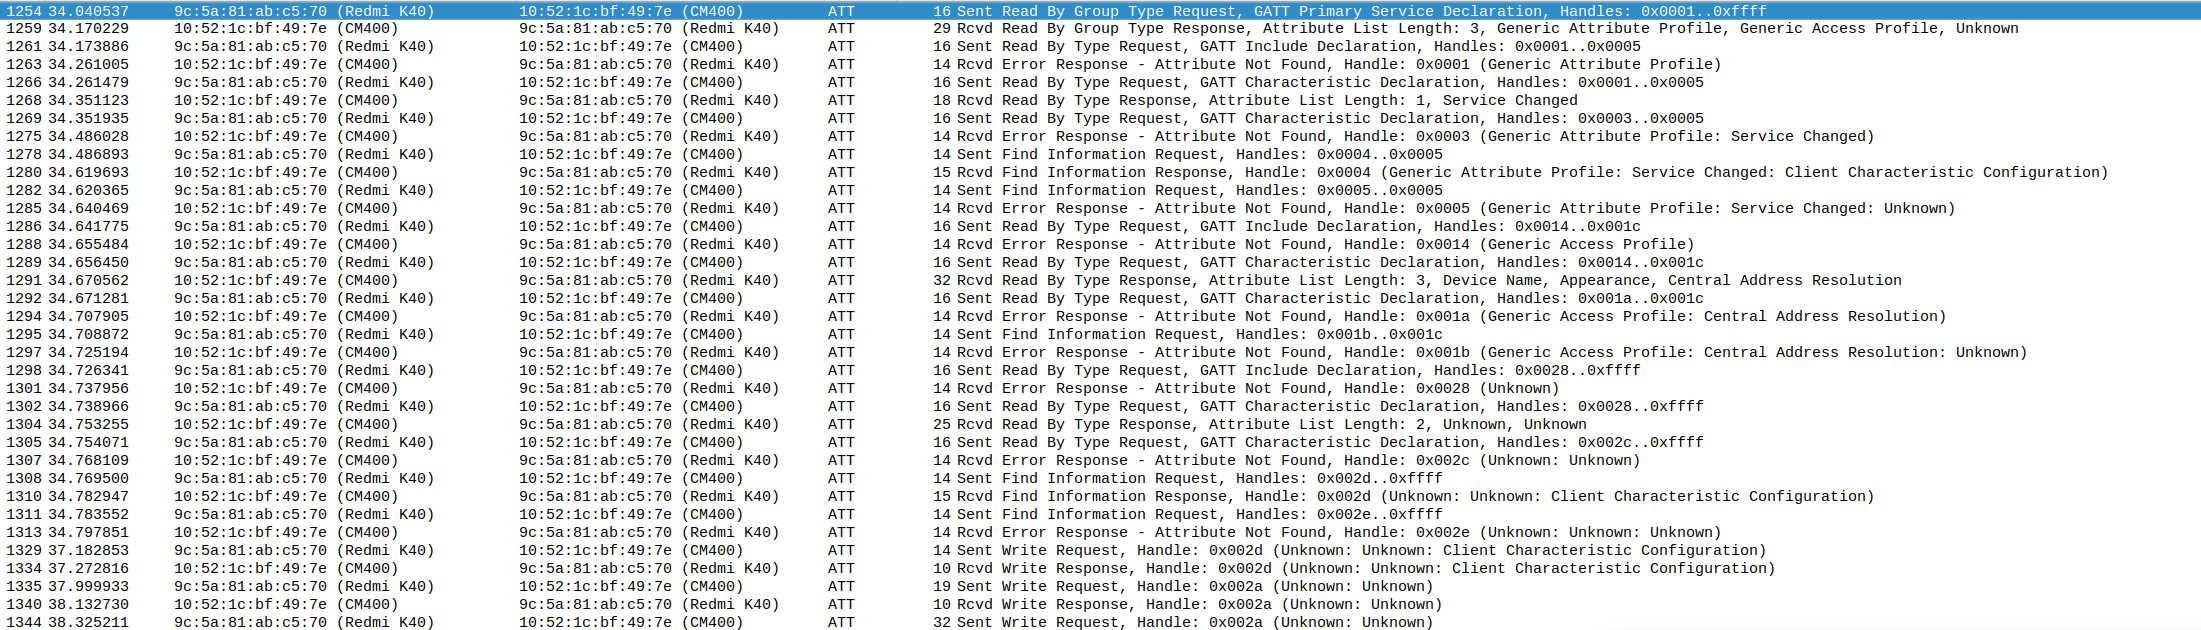 1254 34.040537 9c:5a:81:ab:c5:70 (Redmi K40) 10:52:1c:bf:49:7e (CM400) ATT 16 Sent Read By Group Type Request, GATT Primary Service Declaration, Handles: 0x0001..0xffff
1259 34.170229 10:52:1c:bf:49:7e (CM400) 9c:5a:81:ab:c5:70 (Redmi K40) ATT 29 Rcvd Read By Group Type Response, Attribute List Length: 3, Generic Attribute Profile, Generic Access Profile, Unknown
1261 34.173886 9c:5a:81:ab:c5:70 (Redmi K40) 10:52:1c:bf:49:7e (CM400) ATT 16 Sent Read By Type Request, GATT Include Declaration, Handles: 0x0001..0x0005
1263 34.261005 10:52:1c:bf:49:7e (CM400) 9c:5a:81:ab:c5:70 (Redmi K40) ATT 14 Rcvd Error Response - Attribute Not Found, Handle: 0x0001 (Generic Attribute Profile)
1266 34.261479 9c:5a:81:ab:c5:70 (Redmi K40) 10:52:1c:bf:49:7e (CM400) ATT 16 Sent Read By Type Request, GATT Characteristic Declaration, Handles: 0x0001..0x0005
1268 34.351123 10:52:1c:bf:49:7e (CM400) 9c:5a:81:ab:c5:70 (Redmi K40) ATT 18 Rcvd Read By Type Response, Attribute List Length: 1, Service Changed
1269 34.351935 9c:5a:81:ab:c5:70 (Redmi K40) 10:52:1c:bf:49:7e (CM400) ATT 16 Sent Read By Type Request, GATT Characteristic Declaration, Handles: 0x0003..0x0005
1275 34.486028 10:52:1c:bf:49:7e (CM400) 9c:5a:81:ab:c5:70 (Redmi K40) ATT 14 Rcvd Error Response - Attribute Not Found, Handle: 0x0003 (Generic Attribute Profile: Service Changed)
1278 34.486893 9c:5a:81:ab:c5:70 (Redmi K40) 10:52:1c:bf:49:7e (CM400) ATT 14 Sent Find Information Request, Handles: 0x0004..0x0005
1280 34.619693 10:52:1c:bf:49:7e (CM400) 9c:5a:81:ab:c5:70 (Redmi K40) ATT 15 Rcvd Find Information Response, Handle: 0x0004 (Generic Attribute Profile: Service Changed: Client Characteristic Configuration)
1282 34.620365 9c:5a:81:ab:c5:70 (Redmi K40) 10:52:1c:bf:49:7e (CM400) ATT 14 Sent Find Information Request, Handles: 0x0005..0x0005
1285 34.640469 10:52:1c:bf:49:7e (CM400) 9c:5a:81:ab:c5:70 (Redmi K40) ATT 14 Rcvd Error Response - Attribute Not Found, Handle: 0x0005 (Generic Attribute Profile: Service Changed: Unknown)
1286 34.641775 9c:5a:81:ab:c5:70 (Redmi K40) 10:52:1c:bf:49:7e (CM400) ATT 16 Sent Read By Type Request, GATT Include Declaration, Handles: 0x0014..0x001c
1288 34.655484 10:52:1c:bf:49:7e (CM400) 9c:5a:81:ab:c5:70 (Redmi K40) ATT 14 Rcvd Error Response - Attribute Not Found, Handle: 0x0014 (Generic Access Profile)
1289 34.656450 9c:5a:81:ab:c5:70 (Redmi K40) 10:52:1c:bf:49:7e (CM400) ATT 16 Sent Read By Type Request, GATT Characteristic Declaration, Handles: 0x0014..0x001c
1291 34.670562 10:52:1c:bf:49:7e (CM400) 9c:5a:81:ab:c5:70 (Redmi K40) ATT 32 Rcvd Read By Type Response, Attribute List Length: 3, Device Name, Appearance, Central Address Resolution
1292 34.671281 9c:5a:81:ab:c5:70 (Redmi K40) 10:52:1c:bf:49:7e (CM400) ATT 16 Sent Read By Type Request, GATT Characteristic Declaration, Handles: 0x001a..0x001c
1294 34.707905 10:52:1c:bf:49:7e (CM400) 9c:5a:81:ab:c5:70 (Redmi K40) ATT 14 Rcvd Error Response - Attribute Not Found, Handle: 0x001a (Generic Access Profile: Central Address Resolution)
1295 34.708872 9c:5a:81:ab:c5:70 (Redmi K40) 10:52:1c:bf:49:7e (CM400) ATT 14 Sent Find Information Request, Handles: 0x001b..0x001c
1297 34.725194 10:52:1c:bf:49:7e (CM400) 9c:5a:81:ab:c5:70 (Redmi K40) ATT 14 Rcvd Error Response - Attribute Not Found, Handle: 0x001b (Generic Access Profile: Central Address Resolution: Unknown)
1298 34.726341 9c:5a:81:ab:c5:70 (Redmi K40) 10:52:1c:bf:49:7e (CM400) ATT 16 Sent Read By Type Request, GATT Include Declaration, Handles: 0x0028..0xffff
1301 34.737956 10:52:1c:bf:49:7e (CM400) 9c:5a:81:ab:c5:70 (Redmi K40) ATT 14 Rcvd Error Response - Attribute Not Found, Handle: 0x0028 (Unknown)
1302 34.738966 9c:5a:81:ab:c5:70 (Redmi K40) 10:52:1c:bf:49:7e (CM400) ATT 16 Sent Read By Type Request, GATT Characteristic Declaration, Handles: 0x0028..0xffff
1304 34.753255 10:52:1c:bf:49:7e (CM400) 9c:5a:81:ab:c5:70 (Redmi K40) ATT 25 Rcvd Read By Type Response, Attribute List Length: 2, Unknown, Unknown
1305 34.754071 9c:5a:81:ab:c5:70 (Redmi K40) 10:52:1c:bf:49:7e (CM400) ATT 16 Sent Read By Type Request, GATT Characteristic Declaration, Handles: 0x002c..0xffff
1307 34.768109 10:52:1c:bf:49:7e (CM400) 9c:5a:81:ab:c5:70 (Redmi K40) ATT 14 Rcvd Error Response - Attribute Not Found, Handle: 0x002c (Unknown: Unknown)
1308 34.769500 9c:5a:81:ab:c5:70 (Redmi K40) 10:52:1c:bf:49:7e (CM400) ATT 14 Sent Find Information Request, Handles: 0x002d..0xffff
1310 34.782947 10:52:1c:bf:49:7e (CM400) 9c:5a:81:ab:c5:70 (Redmi K40) ATT 15 Rcvd Find Information Response, Handle: 0x002d (Unknown: Unknown: Client Characteristic Configuration)
1311 34.783552 9c:5a:81:ab:c5:70 (Redmi K40) 10:52:1c:bf:49:7e (CM400) ATT 14 Sent Find Information Request, Handles: 0x002e..0xffff
1313 34.797851 10:52:1c:bf:49:7e (CM400) 9c:5a:81:ab:c5:70 (Redmi K40) ATT 14 Rcvd Error Response - Attribute Not Found, Handle: 0x002e (Unknown: Unknown: Unknown)
1329 37.182853 9c:5a:81:ab:c5:70 (Redmi K40) 10:52:1c:bf:49:7e (CM400) ATT 14 Sent Write Request, Handle: 0x002d (Unknown: Unknown: Client Characteristic Configuration)
1334 37.272816 10:52:1c:bf:49:7e (CM400) 9c:5a:81:ab:c5:70 (Redmi K40) ATT 10 Rcvd Write Response, Handle: 0x002d (Unknown: Unknown: Client Characteristic Configuration)
1335 37.999933 9c:5a:81:ab:c5:70 (Redmi K40) 10:52:1c:bf:49:7e (CM400) ATT 19 Sent Write Request, Handle: 0x002a (Unknown: Unknown)
1340 38.132730 10:52:1c:bf:49:7e (CM400) 9c:5a:81:ab:c5:70 (Redmi K40) ATT 10 Rcvd Write Response, Handle: 0x002a (Unknown: Unknown)
1344 38.325211 9c:5a:81:ab:c5:70 (Redmi K40) 10:52:1c:bf:49:7e (CM400) ATT 32 Sent Write Request, Handle: 0x002a (Unknown: Unknown)